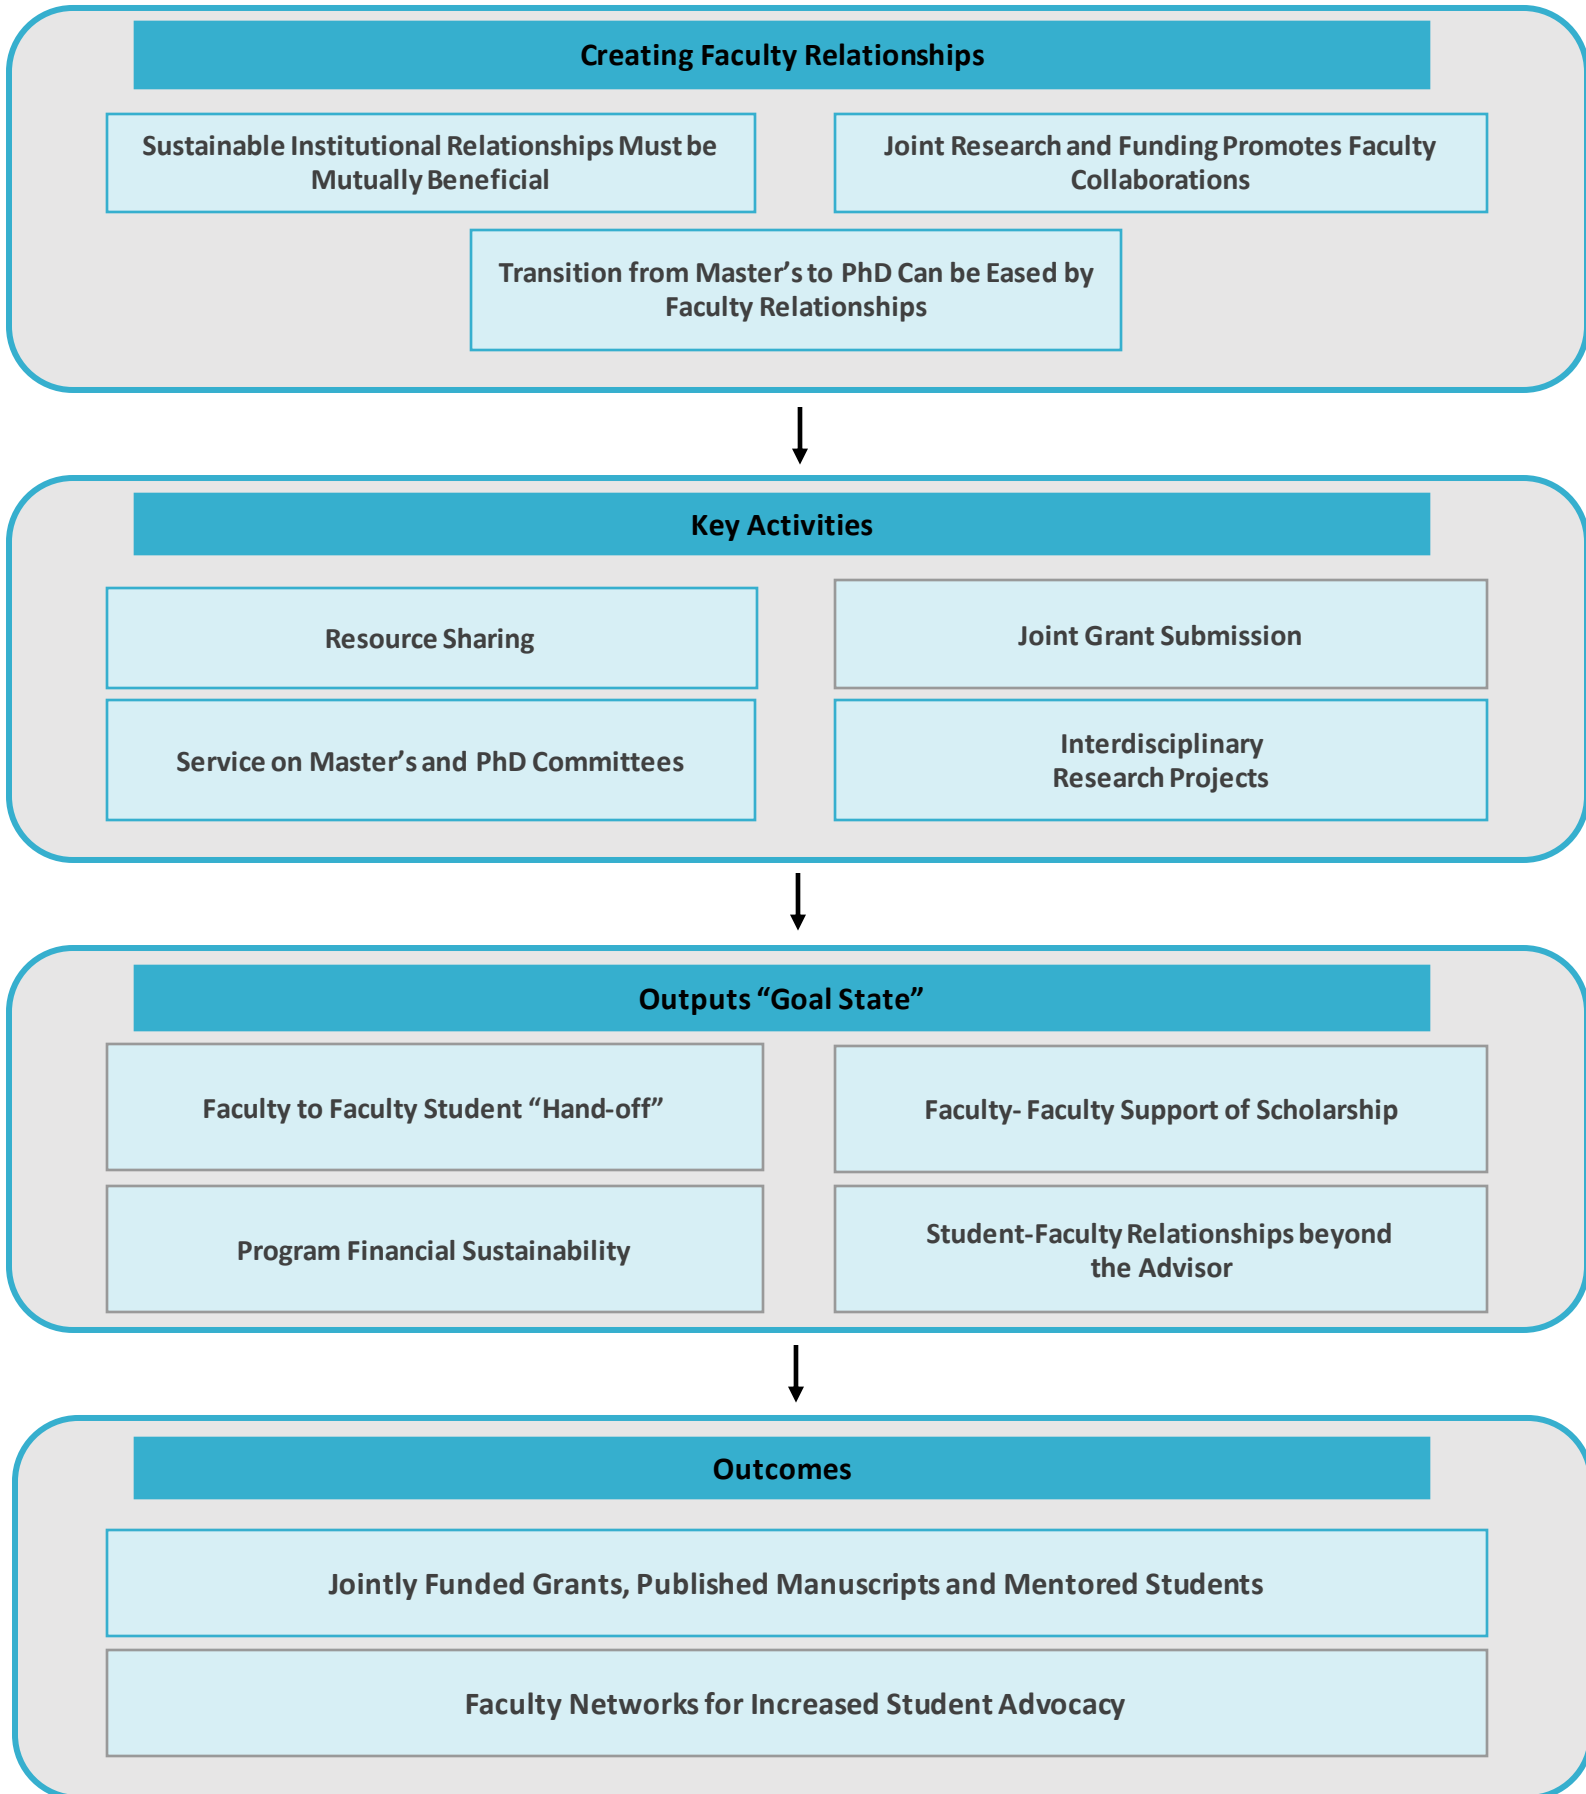 Creating Faculty Relationships
Sustainable Institutional Relationships Must be
Mutually Beneficial
Joint Research and Funding Promotes Faculty
Collaborations
Transition from Master’s to PhD Can be Eased by
Faculty Relationships
Key Activities
Resource Sharing
Joint Grant Submission
Service on Master’s and PhD Committees
Interdisciplinary
Research Projects
Outputs “Goal State”
Faculty to Faculty Student “Hand-off”
Faculty- Faculty Support of Scholarship
Program Financial Sustainability
Student-Faculty Relationships beyond
the Advisor
Outcomes
Jointly Funded Grants, Published Manuscripts and Mentored Students
Faculty Networks for Increased Student Advocacy